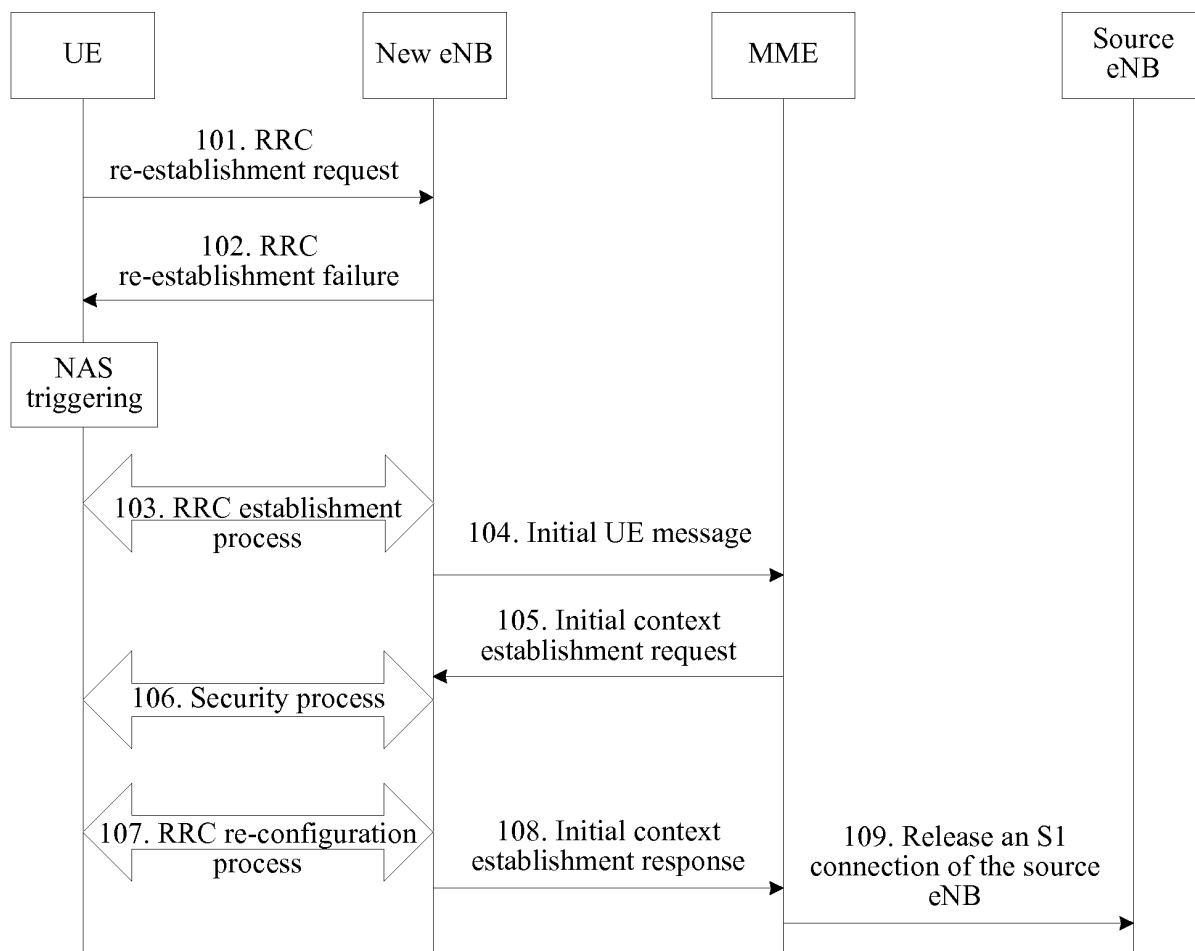 UE
New eNB
MME
Source
eNB
101. RRC
re-establishment request
102. RRC
re-establishment failure
NAS
triggering
103. RRC establishment
process
104. Initial UE message
105. Initial context
establishment request
106. Security process
107. RRC re-configuration
process
108. Initial context
establishment response
109. Release an S1
connection of the source
eNB